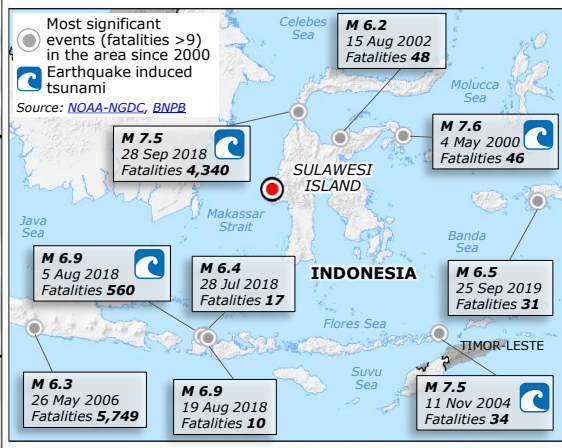 Most significant
events (fatalities >9)
in the area since 2000
Earthquake induced
tsunami
Source: NOAA-NGDC, BNPB
Celebes
Sea
M 6.2
15 Aug 2002
Fatalities 48
Molucca
Sea
M 7.5
28 Sep 2018
Fatalities 4,340
M 7.6
4 May 2000
Fatalities 46
SULAWESI
ISLAND
Java
Sea
Makassar
Strait
Banda
Sea
M 6.9
5 Aug 2018
Fatalities 560
M 6.4
28 Jul 2018
Fatalities 17
INDONESIA
M 6.5
25 Sep 2019
Fatalities 31
Flores Sea
TIMOR-LESTE
Suvu
Sea
M 6.3
26 May 2006
Fatalities 5,749
M 6.9
19 Aug 2018
Fatalities 10
M 7.5
11 Nov 2004
Fatalities 34